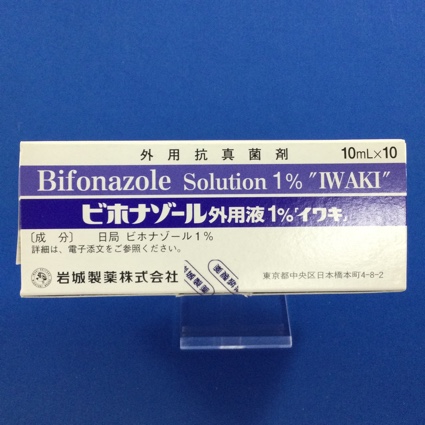 外用抗真菌剤 10mL×10
Bifonazole Solution 1% "IWAKI"
ビホナゾール外用液1%「イワキ」
〔成 分〕 日局 ビホナゾール1%
詳細は、電子添文をご参照ください。
岩城製薬株式会社 東京都中央区日本橋本町4-8-2